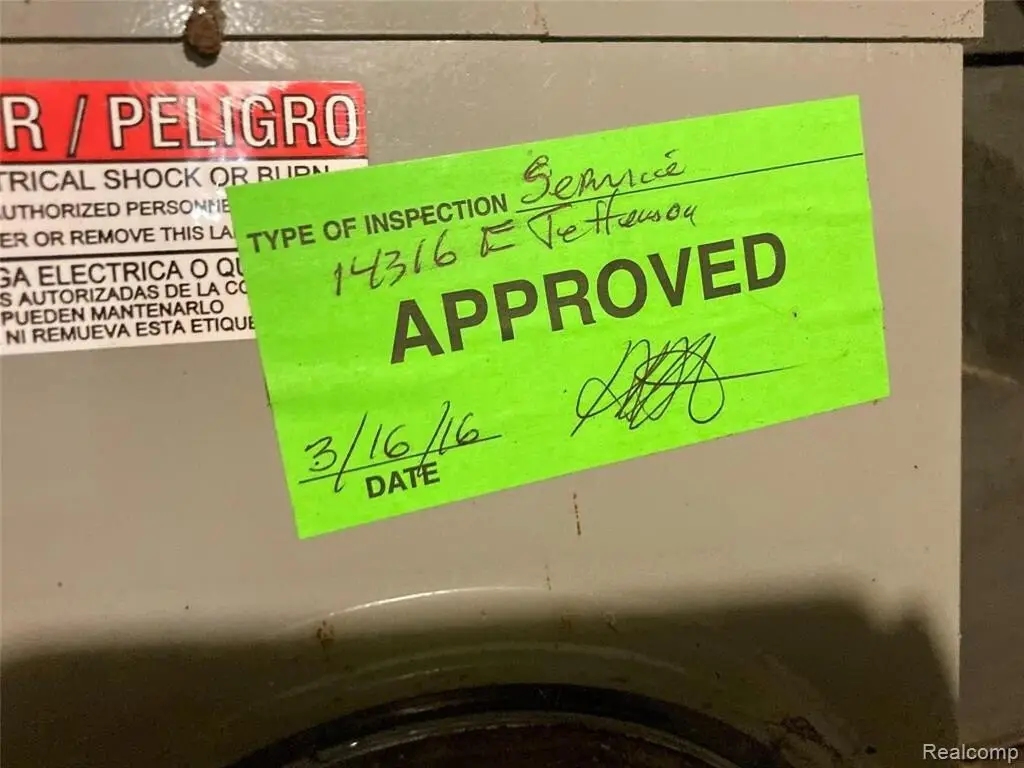 R / PELIGRO
TRICAL SHOCK OR BURN
AUTHORIZED PERSONNE
ER OR REMOVE THIS LA
GA ELECTRICA O QU
S AUTORIZADAS DE LA CO
PUEDEN MANTENARLO
NI REMUEVA ESTA ETIQUE
TYPE OF INSPECTION Service
14316 E Jefferson
APPROVED
3/16/16
DATE
Realcomp